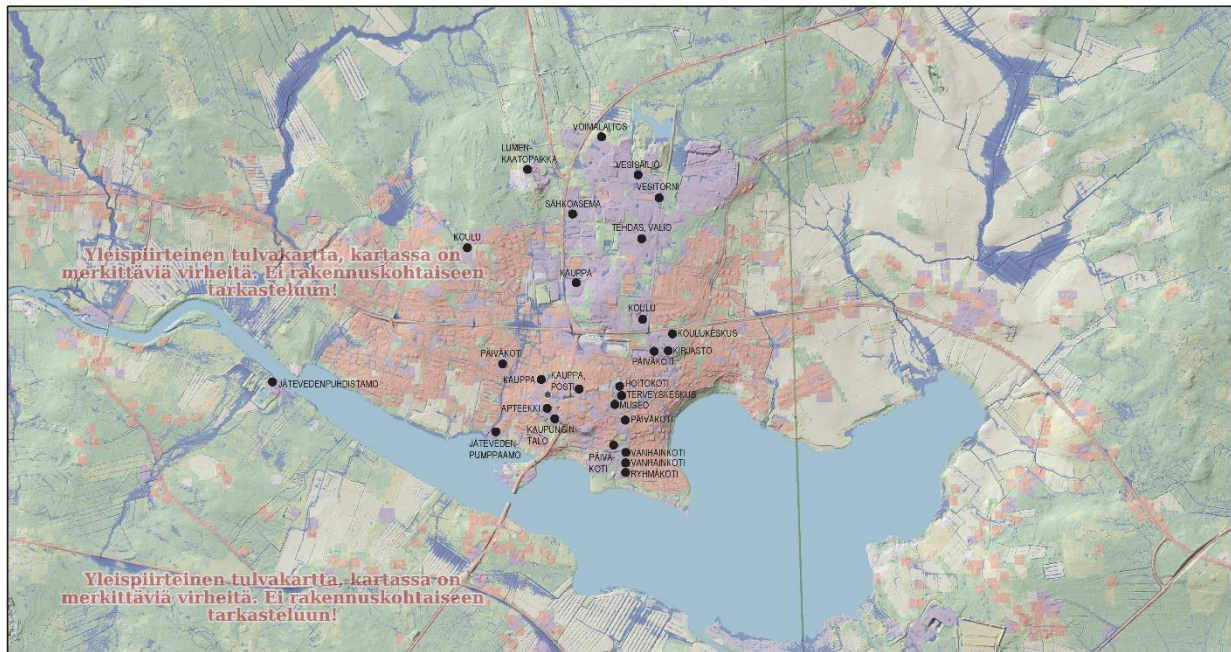 VOIMALAITOS
LUMEN-
KAATOPAIKKA
VESISÄILIÖ
VESITORNI
SÄHKÖASEMA
TEHDAS, VALIO
KOULU
Yleispiirteinen tulvakartta, kartassa on
merkittäviä virheitä. Ei rakennuskohtaiseen
tarkasteluun!
KAUPPA
KOULU
KOULUKESKUS
PÄIVÄKOTI
KIRJASTO
PÄIVÄKOTI
KAUPPA
KAUPPA,
POSTI
HOITOKOTI
TERVEYSKESKUS
MUSEO
JÄTEVEDENPUHDISTAMO
APTEEKKI
KAUPUNGIN
TALO
PÄIVÄKOTI
JÄTEVEDEN-
PUMPPAAMO
PÄIVÄ-
KOTI
VANHAINKOTI
VANHAINKOTI
RYHMÄKOTI
Yleispiirteinen tulvakartta, kartassa on
merkittäviä virheitä. Ei rakennuskohtaiseen
tarkasteluun!